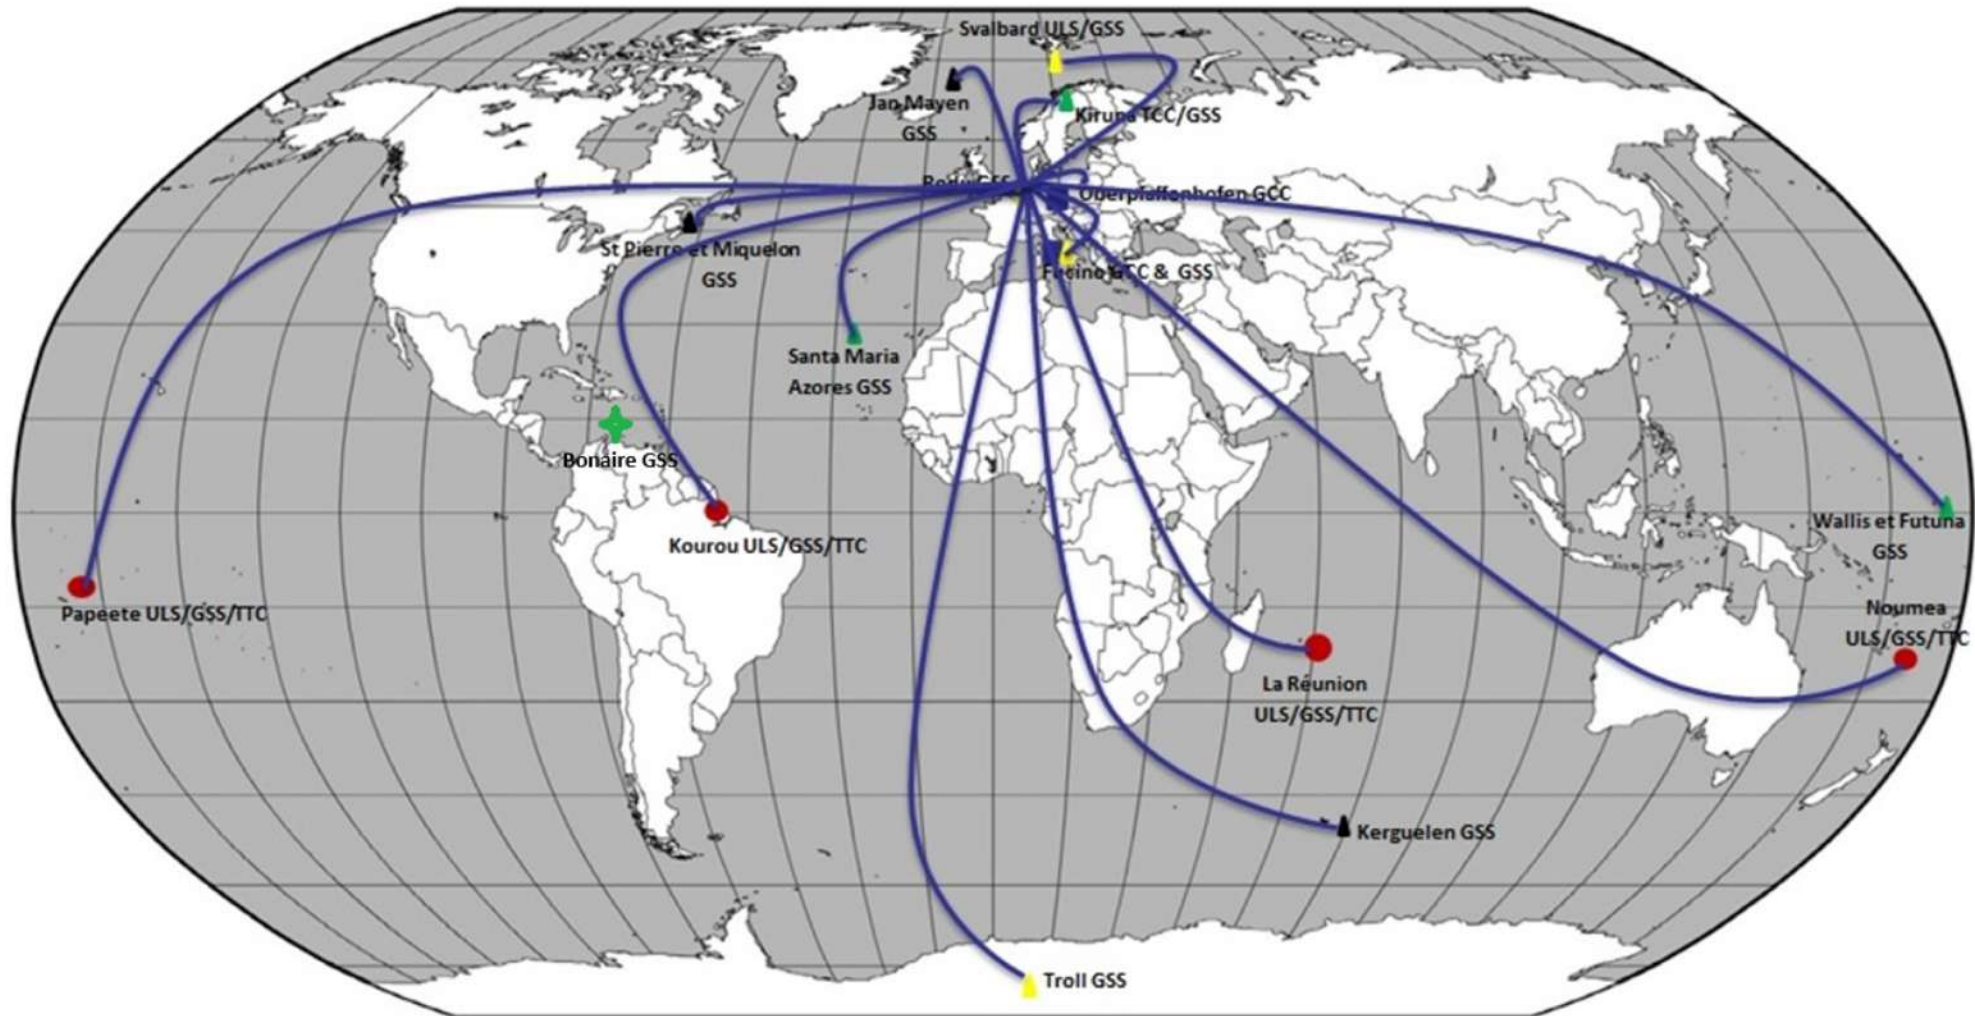 Svalbard ULS/GSS
Jan Mayen
GSS
Kiruna TCC/GSS
Redu GSS
Oberpfaffenhofen GCC
St Pierre et Miquelon
GSS
Fucino GCC & GSS
Santa Maria
Azores GSS
Bonaire GSS
Kourou ULS/GSS/TTC
Wallis et Futuna
GSS
Papeete ULS/GSS/TTC
Noumea
ULS/GSS/TTC
La Réunion
ULS/GSS/TTC
Kerguelen GSS
Troll GSS